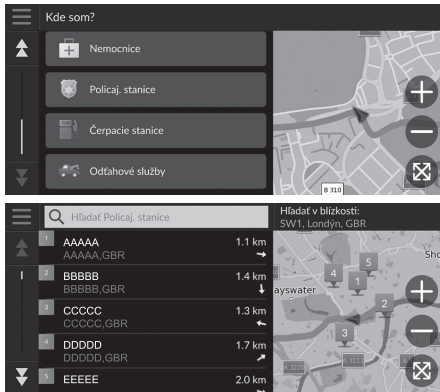 Kde som?
Nemocnice
Policaj. stanice
Čerpacie stanice
Odťahové služby
B 310
Hľadať Policaj. stanice
Hľadať v blízkosti:
SW1, Londýn, GBR
1 AAAAA 1.1 km
AAAAA,GBR
2 BBBBB 1.4 km
BBBBB,GBR
3 CCCCC 1.3 km
CCCCC,GBR
4 DDDDD 1.7 km
DDDDD,GBR
5 EEEEE 2.0 km
Sho
5
4
1
ayswater
2
3
A 3220
A 3212